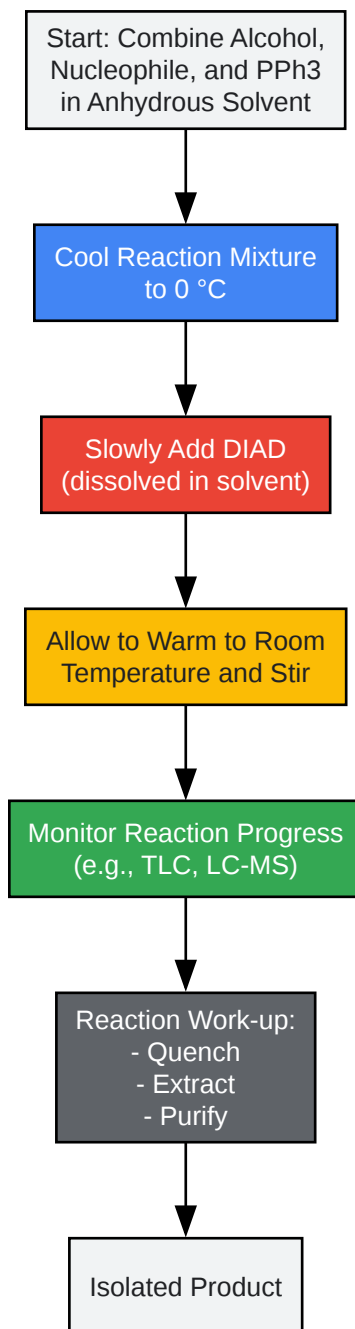 Start: Combine Alcohol,
Nucleophile, and PPh3
in Anhydrous Solvent
Cool Reaction Mixture
to 0 °C
Slowly Add DIAD
(dissolved in solvent)
Allow to Warm to Room
Temperature and Stir
Monitor Reaction Progress
(e.g., TLC, LC-MS)
Reaction Work-up:
- Quench
- Extract
- Purify
Isolated Product